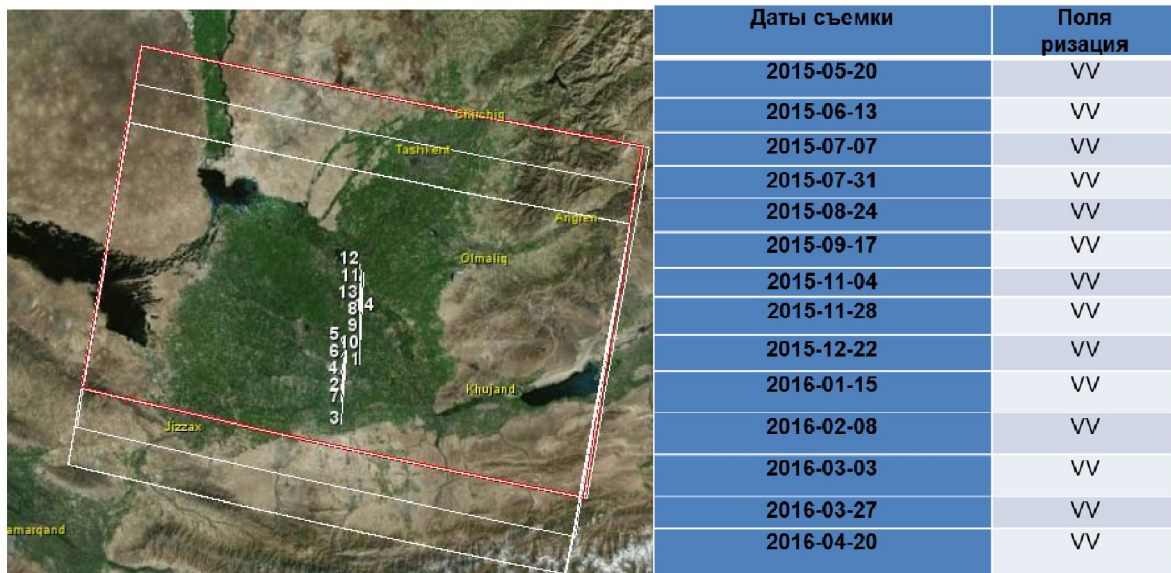 Chirchiq
Tashkent
Angren
Olmaliq
12
11
13
4
8
9
5
10
6
1
4
2
7
3
Khujand
Jizzax
amarqand
Даты съемки Поля
ризация
2015-05-20 VV
2015-06-13 VV
2015-07-07 VV
2015-07-31 VV
2015-08-24 VV
2015-09-17 VV
2015-11-04 VV
2015-11-28 VV
2015-12-22 VV
2016-01-15 VV
2016-02-08 VV
2016-03-03 VV
2016-03-27 VV
2016-04-20 VV